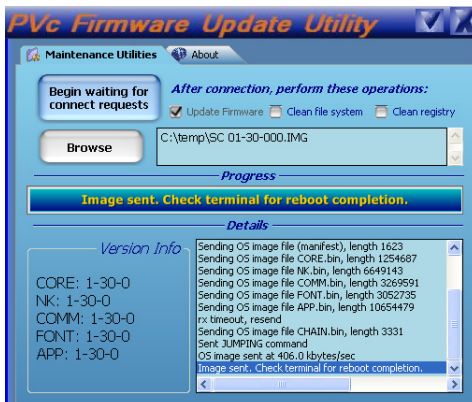 PVc Firmware Update Utility
Maintenance Utilities
About
Begin waiting for
connect requests
After connection, perform these operations:
Update Firmware
Clean file system
Clean registry
Browse
C:\temp\SC 01-30-000.IMG
Progress
Image sent. Check terminal for reboot completion.
Details
Version Info
CORE: 1-30-0
NK: 1-30-0
COMM: 1-30-0
FONT: 1-30-0
APP: 1-30-0
Sending OS image file (manifest), length 1623
Sending OS image file CORE.bin, length 1254687
Sending OS image file NK.bin, length 6649143
Sending OS image file COMM.bin, length 3269591
Sending OS image file FONT.bin, length 3052735
Sending OS image file APP.bin, length 10654479
rx timeout, resend
Sending OS image file CHAIN.bin, length 3331
Sent JUMPING command
OS image sent at 406.0 kbytes/sec
Image sent. Check terminal for reboot completion.